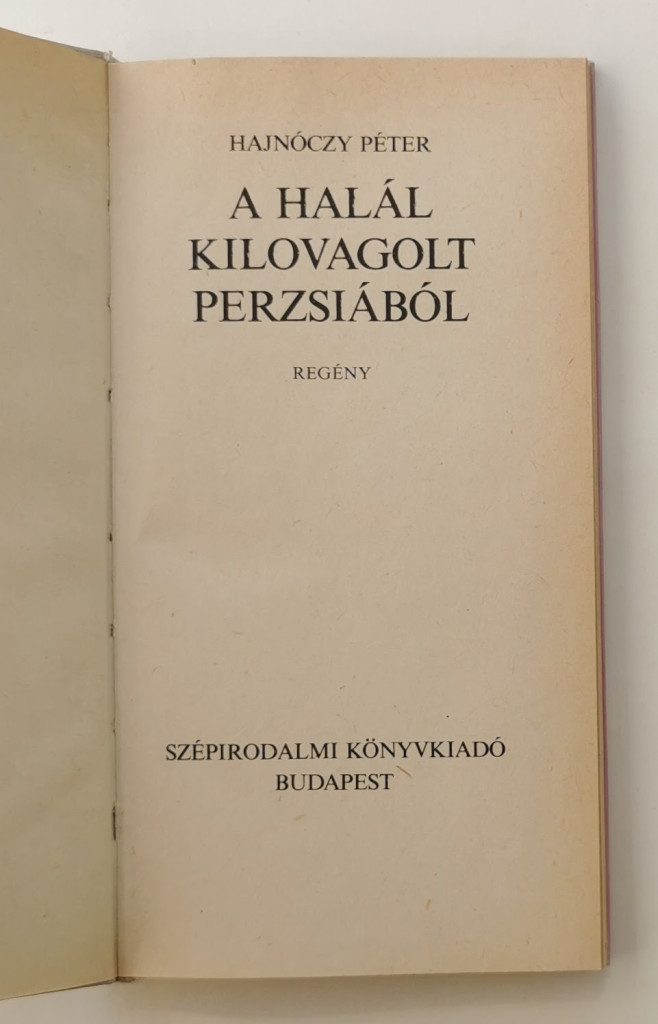 HAJNÓCZY PÉTER
A HALÁL
KILOVAGOLT
PERZSIÁBÓL
REGÉNY
SZÉPIRODALMI KÖNYVKIADÓ
BUDAPEST